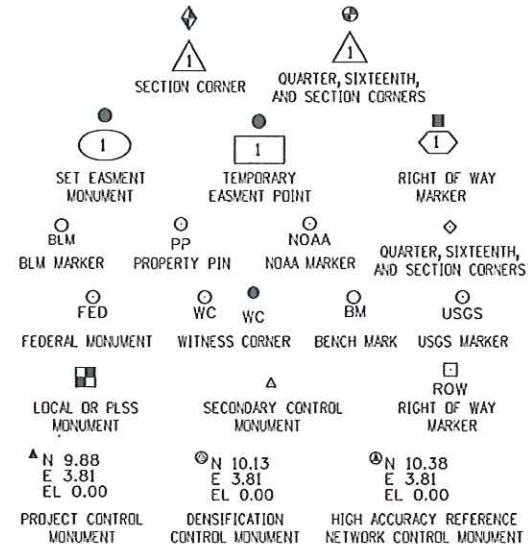 1
1
SECTION CORNER
QUARTER, SIXTEENTH,
AND SECTION CORNERS
1
1
1
SET EASMENT
MONUMENT
TEMPORARY
EASMENT POINT
RIGHT OF WAY
MARKER
BLM
PP
NOAA
BLM MARKER
PROPERTY PIN
NOAA MARKER
QUARTER, SIXTEENTH,
AND SECTION CORNERS
FED
WC
WC
BM
USGS
FEDERAL MONUMENT
WITNESS CORNER
BENCH MARK
USGS MARKER
ROW
LOCAL OR PLSS
MONUMENT
SECONDARY CONTROL
MONUMENT
RIGHT OF WAY
MARKER
N 9.88
E 3.81
EL 0.00
N 10.13
E 3.81
EL 0.00
N 10.38
E 3.81
EL 0.00
PROJECT CONTROL
MONUMENT
DENSIFICATION
CONTROL MONUMENT
HIGH ACCURACY REFERENCE
NETWORK CONTROL MONUMENT